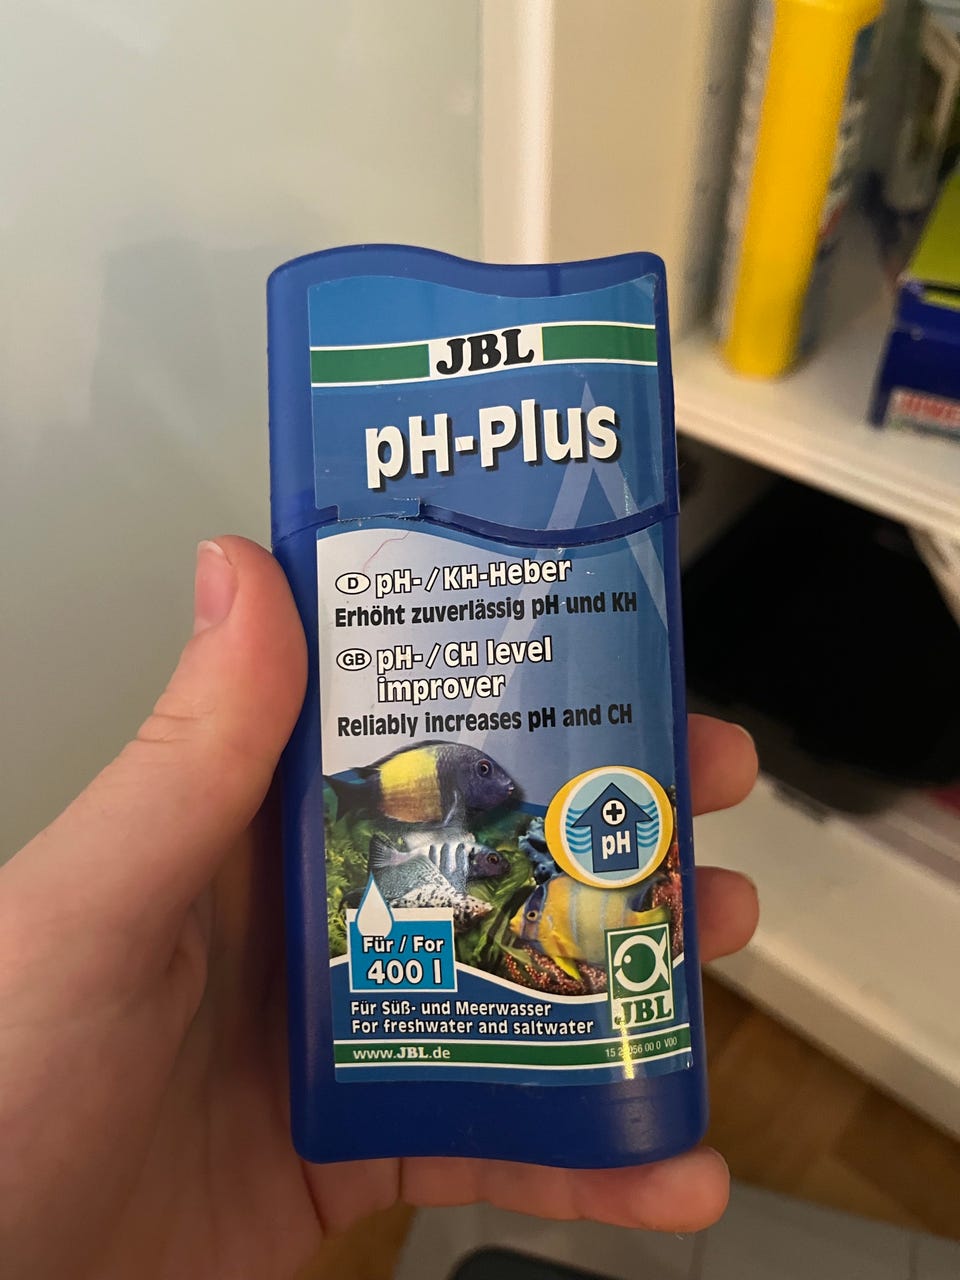 JBL
pH-Plus
D pH- / KH-Heber
Erhöht zuverlässig pH und KH
GB pH- / CH level
improver
Reliably increases pH and CH
+
pH
Für / For
400 l
Für Süß- und Meerwasser
For freshwater and saltwater
JBL
www.JBL.de